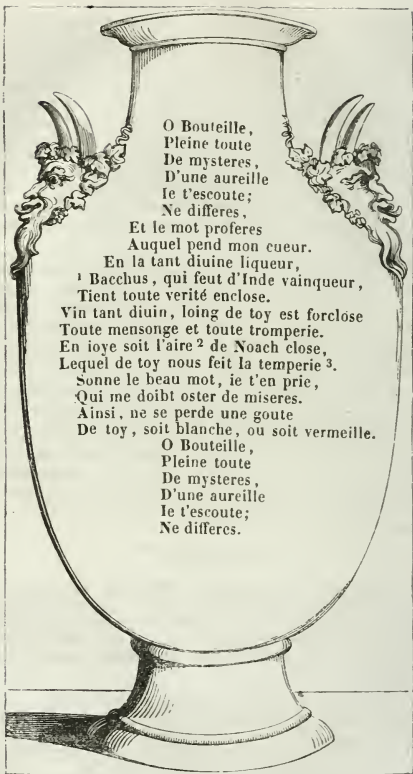 O Bouteille,
Pleine toute
De mysteres,
D'une aureille
Ie t'escoute;
Ne differes,
Et le mot proferes
Auquel pend mon cueur.
En la tant diuine liqueur,
¹ Bacchus, qui feut d'Inde vainqueur,
Tient toute verité enclose.
Vin tant diuin, loing de toy est forclose
Toute mensonge et toute tromperie.
En ioye soit l'aire ² de Noach close,
Lequel de toy nous feit la temperie ³.
Sonne le beau mot, ie t'en prie,
Qui me doibt oster de miseres.
Ainsi, ne se perde une goute
De toy, soit blanche, ou soit vermeille.
O Bouteille,
Pleine toute
De mysteres,
D'une aureille
Ie t'escoute;
Ne differes.